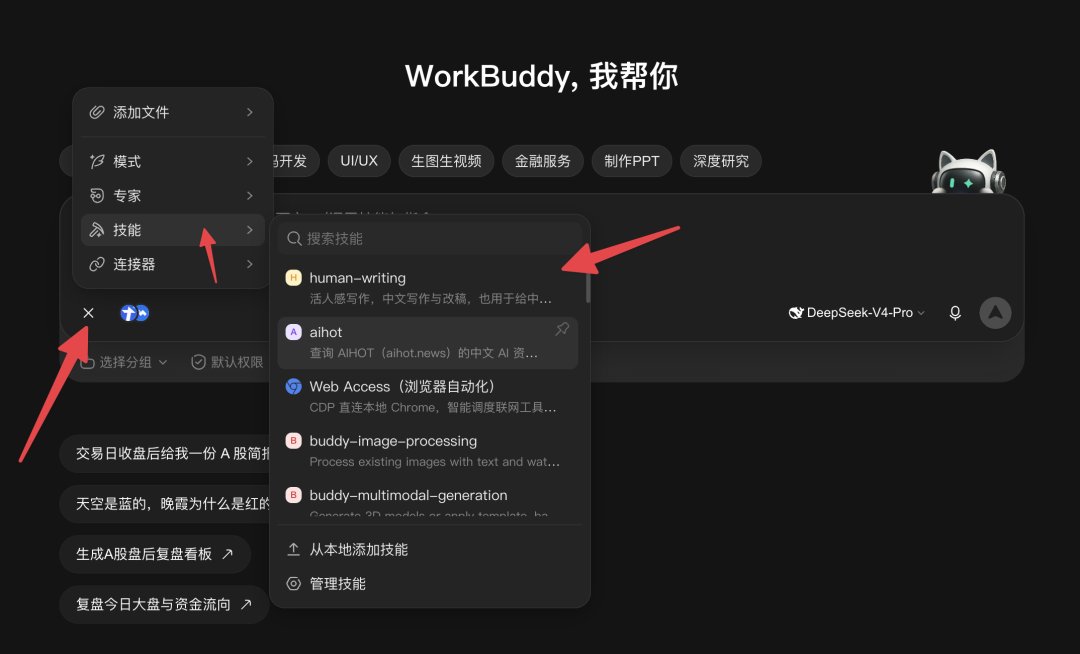 WorkBuddy, 我帮你
添加文件
模式
专家
技能
连接器
开发
UI/UX
生图生视频
金融服务
制作PPT
深度研究
搜索技能
human-writing
活人感写作，中文写作与改稿，也用于给中...
A aihot
查询 AIHOT（aihot.news）的中文 AI 资...
Web Access（浏览器自动化）
CDP 直连本地 Chrome，智能调度联网工具...
B buddy-image-processing
Process existing images with text and wat...
B buddy-multimodal-generation
从本地添加技能
管理技能
DeepSeek-V4-Pro
选择分组
默认权限
交易日收盘后给我一份 A 股简报
天空是蓝的，晚霞为什么是红的
生成A股盘后复盘看板 ↗
复盘今日大盘与资金流向 ↗